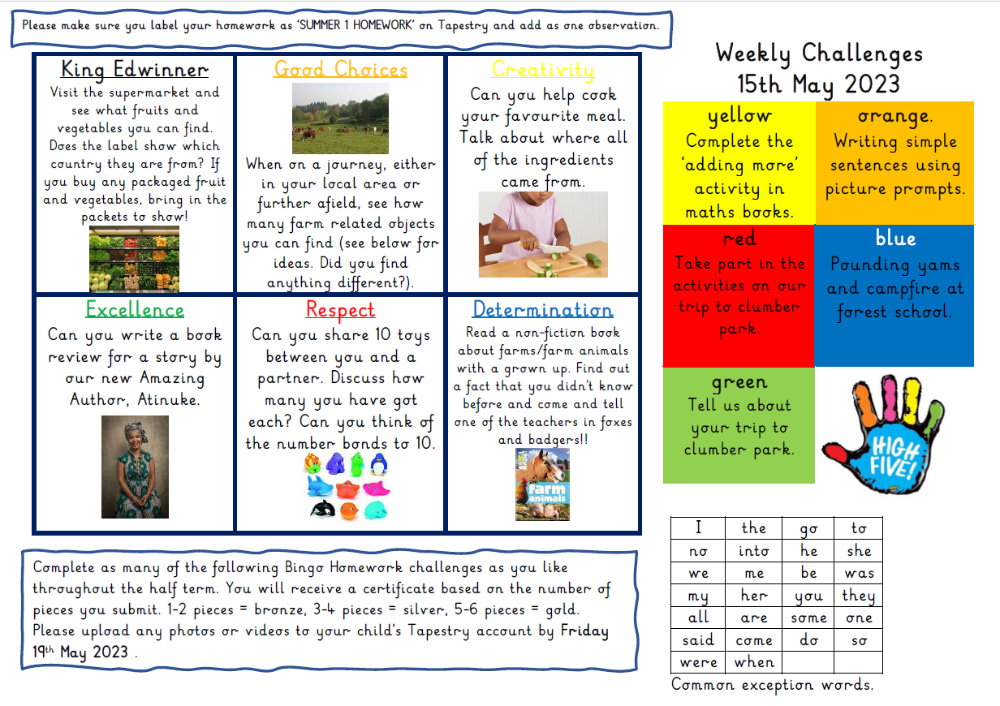 Please make sure you label your homework as ‘SUMMER 1 HOMEWORK’ on Tapestry and add as one observation.
King Edwinner
Visit the supermarket and
see what fruits and
vegetables you can find.
Does the label show which
country they are from? If
you buy any packaged fruit
and vegetables, bring in the
packets to show!
Good Choices
When on a journey, either
in your local area or
further afield, see how
many farm related objects
you can find (see below for
ideas. Did you find
anything different?).
Creativity
Can you help cook
your favourite meal.
Talk about where all
of the ingredients
came from.
Excellence
Can you write a book
review for a story by
our new Amazing
Author, Atinuke.
Respect
Can you share 10 toys
between you and a
partner. Discuss how
many you have got
each? Can you think of
the number bonds to 10.
Determination
Read a non-fiction book
about farms/farm animals
with a grown up. Find out
a fact that you didn't know
before and come and tell
one of the teachers in foxes
and badgers!!
farm
animals
Complete as many of the following Bingo Homework challenges as you like
throughout the half term. You will receive a certificate based on the number of
pieces you submit. 1-2 pieces = bronze, 3-4 pieces = silver, 5-6 pieces = gold.
Please upload any photos or videos to your child's Tapestry account by Friday
19th May 2023 .
Weekly Challenges
15th May 2023
yellow
Complete the
‘adding more’
activity in
maths books.
orange.
Writing simple
sentences using
picture prompts.
red
Take part in the
activities on our
trip to clumber
park.
blue
Pounding yams
and campfire at
forest school.
green
Tell us about
your trip to
clumber park.
HIGH
FIVE!
I the go to
no into he she
we me be was
my her you they
all are some one
said come do so
were when
Common exception words.